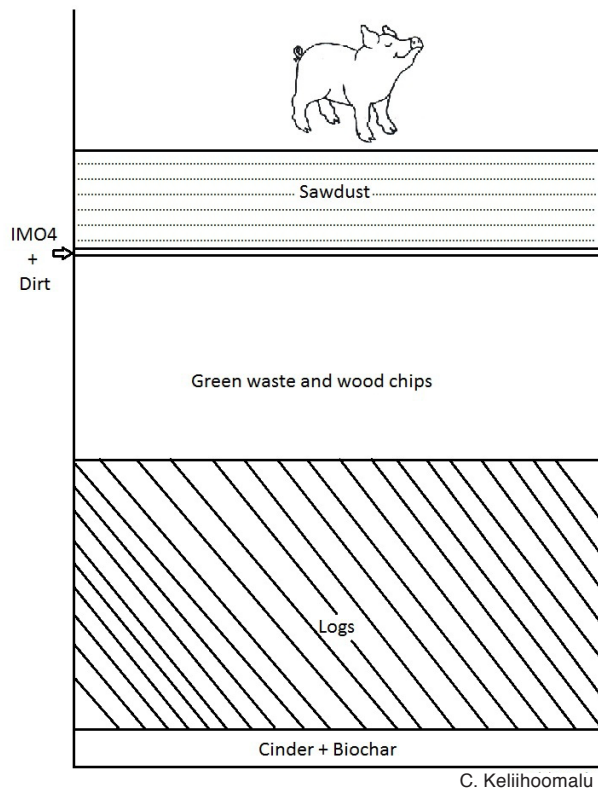 Sawdust
IMO4
+
Dirt
Green waste and wood chips
Logs
Cinder + Biochar
C. Keliihoomalu